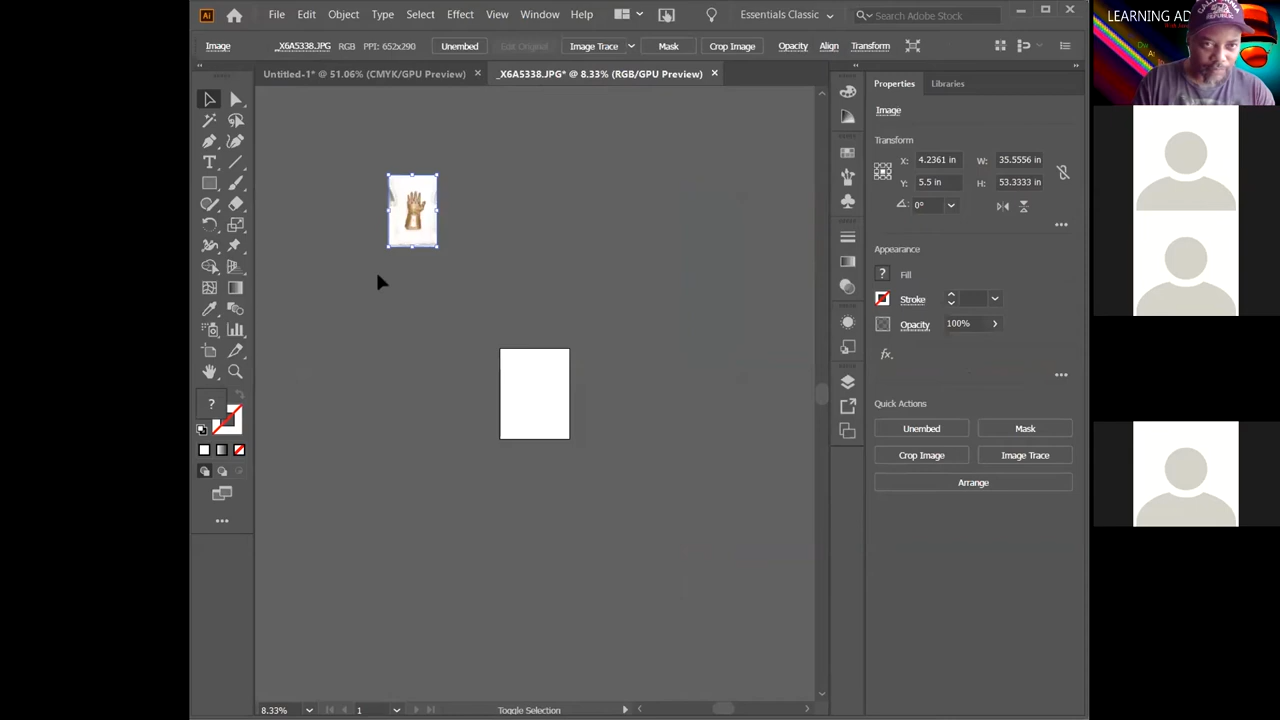 Ai File Edit Object Type Select Effect View Window Help Essentials Classic Search Adobe Stock
Image _X6A5338.JPG RGB PPI: 652x290 Unembed Edit Original Image Trace Mask Crop Image Opacity Align Transform
Untitled-1* @ 51.06% (CMYK/GPU Preview) × _X6A5338.JPG* @ 8.33% (RGB/GPU Preview) ×
Properties Libraries
Image
Transform
X: 4.2361 in W: 35.5556 in
Y: 5.5 in H: 53.3333 in
0°
Appearance
? Fill
Stroke
Opacity 100%
fx.
Quick Actions
Unembed Mask
Crop Image Image Trace
Arrange
?
8.33% 1 Toggle Selection
LEARNING AD
CALIFORNIA
REPUBLIC